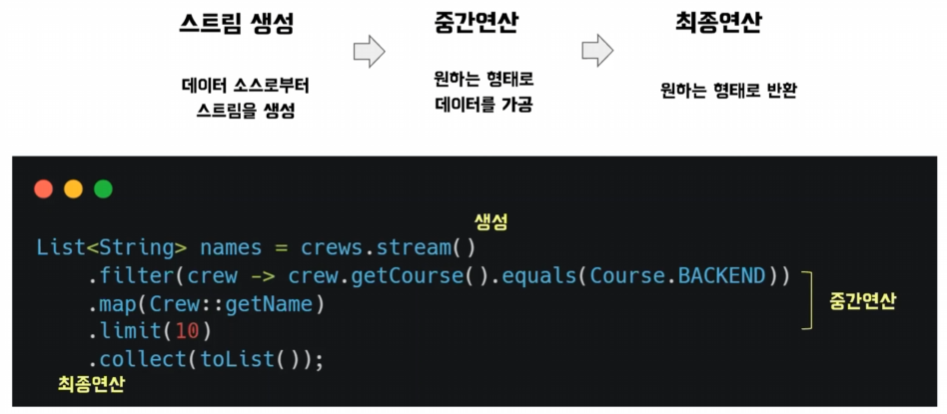 스트림 생성
중간연산
최종연산
데이터 소스로부터
스트림을 생성
원하는 형태로
데이터를 가공
원하는 형태로 반환
생성
List<String> names = crews.stream()
.filter(crew -> crew.getCourse().equals(Course.BACKEND))
.map(Crew::getName)
중간연산
.limit(10)
.collect(toList());
최종연산